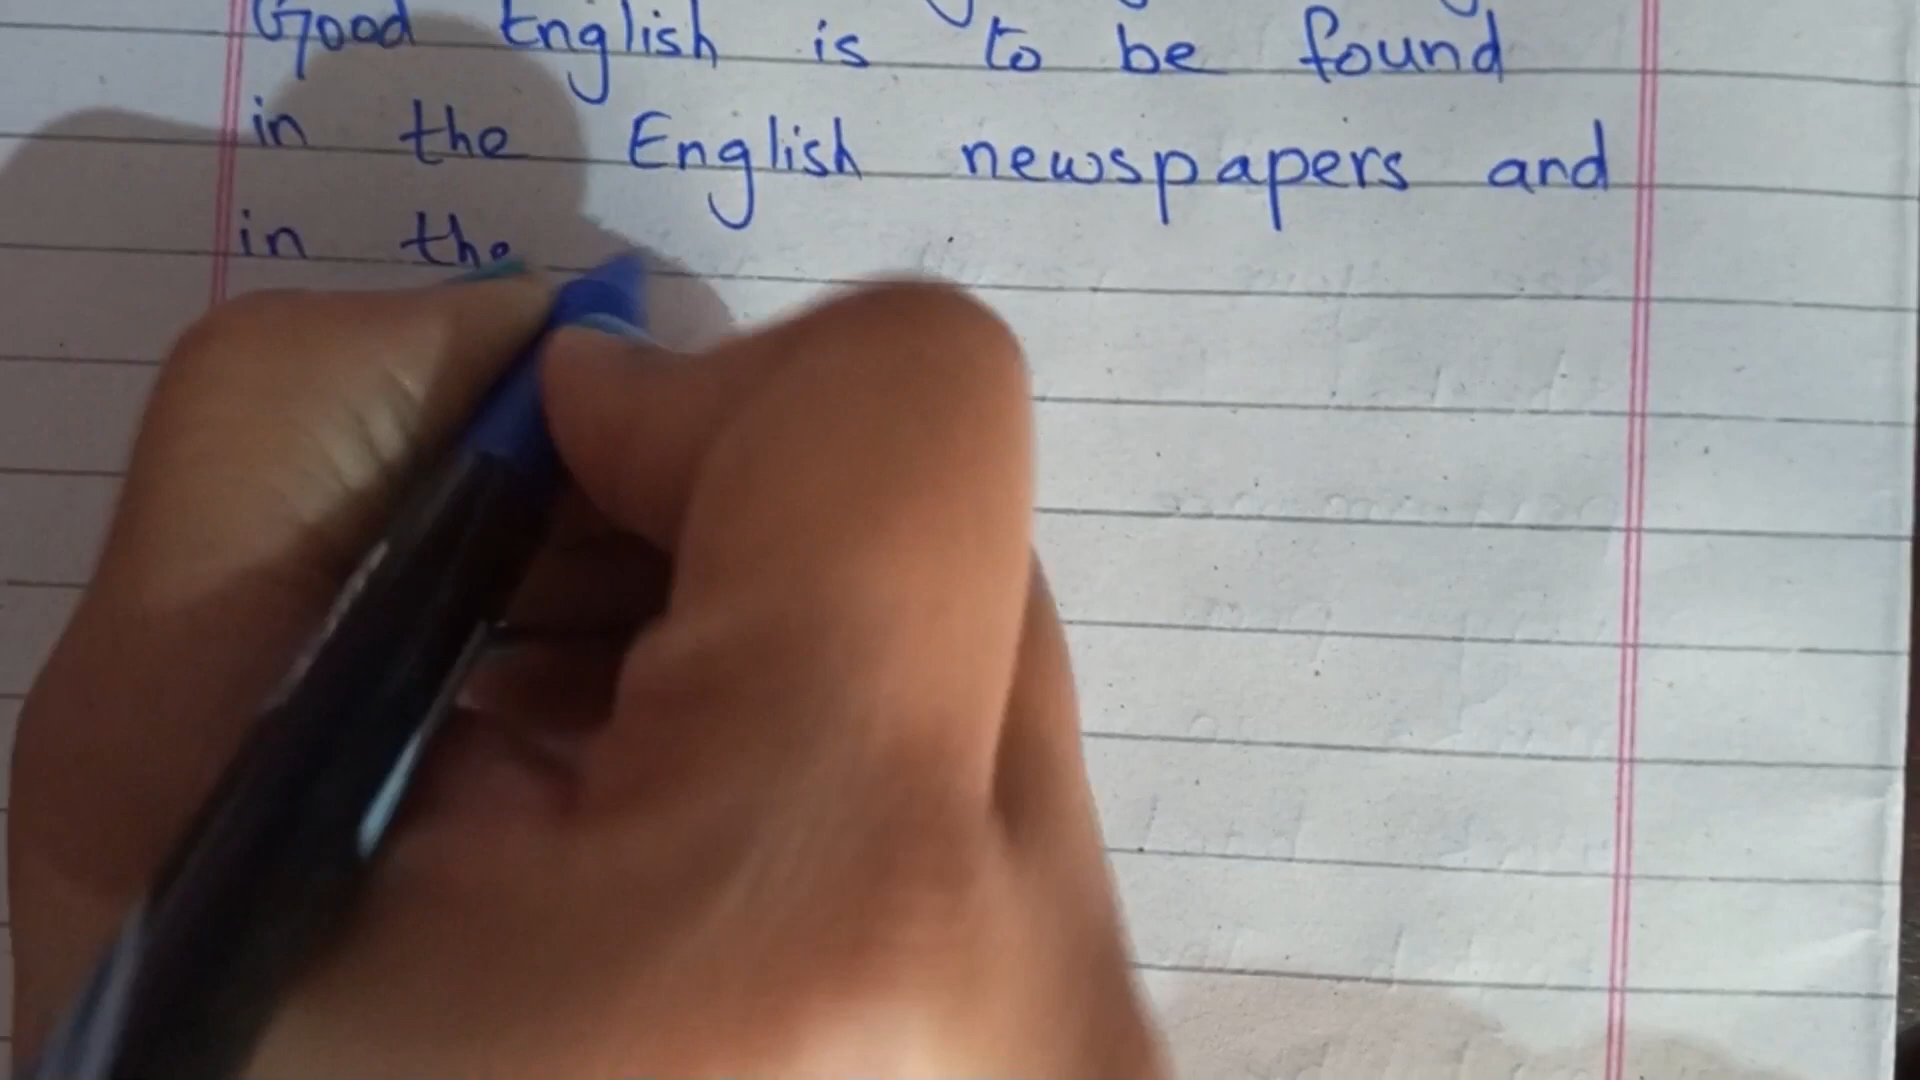 Good English is to be found
in the English newspapers and
in the